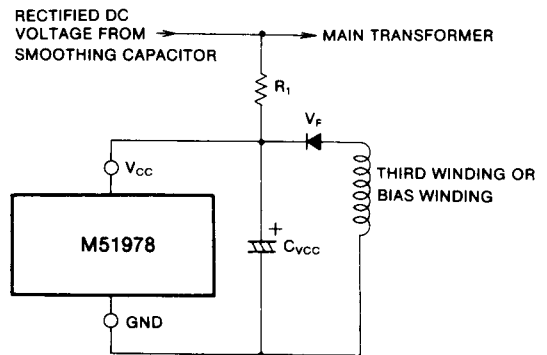 RECTIFIED DC
VOLTAGE FROM
SMOOTHING CAPACITOR
MAIN TRANSFORMER
R1
VF
VCC
THIRD WINDING OR
BIAS WINDING
M51978
+
CVCC
GND